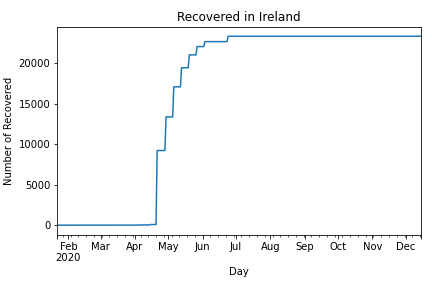 Recovered in Ireland
Number of Recovered
20000
15000
10000
5000
0
Feb Mar Apr May Jun Jul Aug Sep Oct Nov Dec
2020
Day